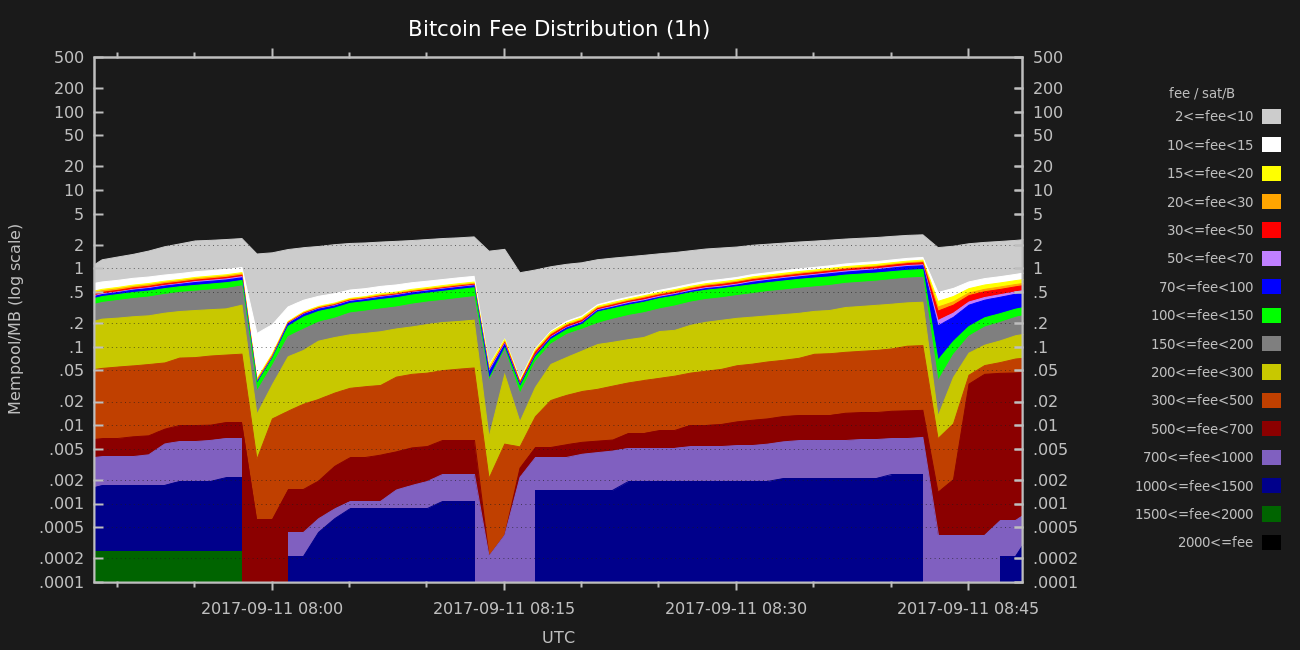 Bitcoin Fee Distribution (1h)
500 500
200 200
100 100
50 50
20 20
10 10
5 5
2 2
1 1
.5 .5
.2 .2
.1 .1
.05 .05
.02 .02
.01 .01
.005 .005
.002 .002
.001 .001
.0005 .0005
.0002 .0002
.0001 .0001
Mempool/MB (log scale)
2017-09-11 08:00 2017-09-11 08:15 2017-09-11 08:30 2017-09-11 08:45
UTC
fee / sat/B
2<=fee<10
10<=fee<15
15<=fee<20
20<=fee<30
30<=fee<50
50<=fee<70
70<=fee<100
100<=fee<150
150<=fee<200
200<=fee<300
300<=fee<500
500<=fee<700
700<=fee<1000
1000<=fee<1500
1500<=fee<2000
2000<=fee